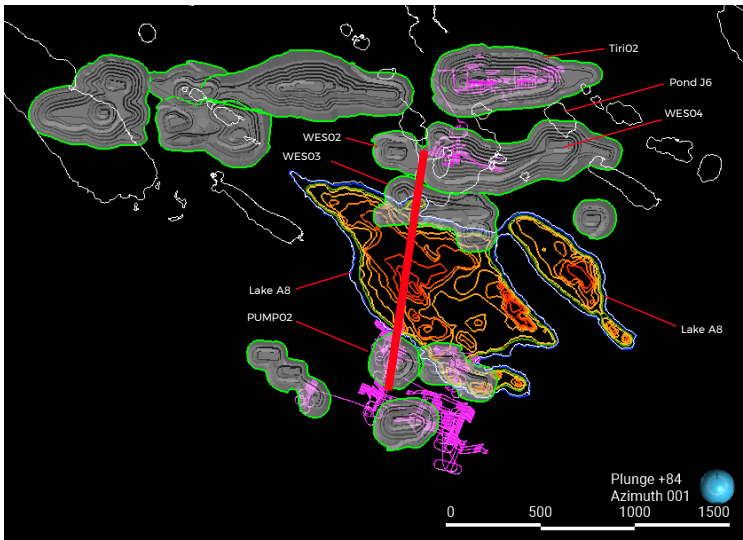 Tiri02
Pond J6
WES04
WES02
WES03
Lake A8
PUMP02
Lake A8
Plunge +84
Azimuth 001
0 500 1000 1500